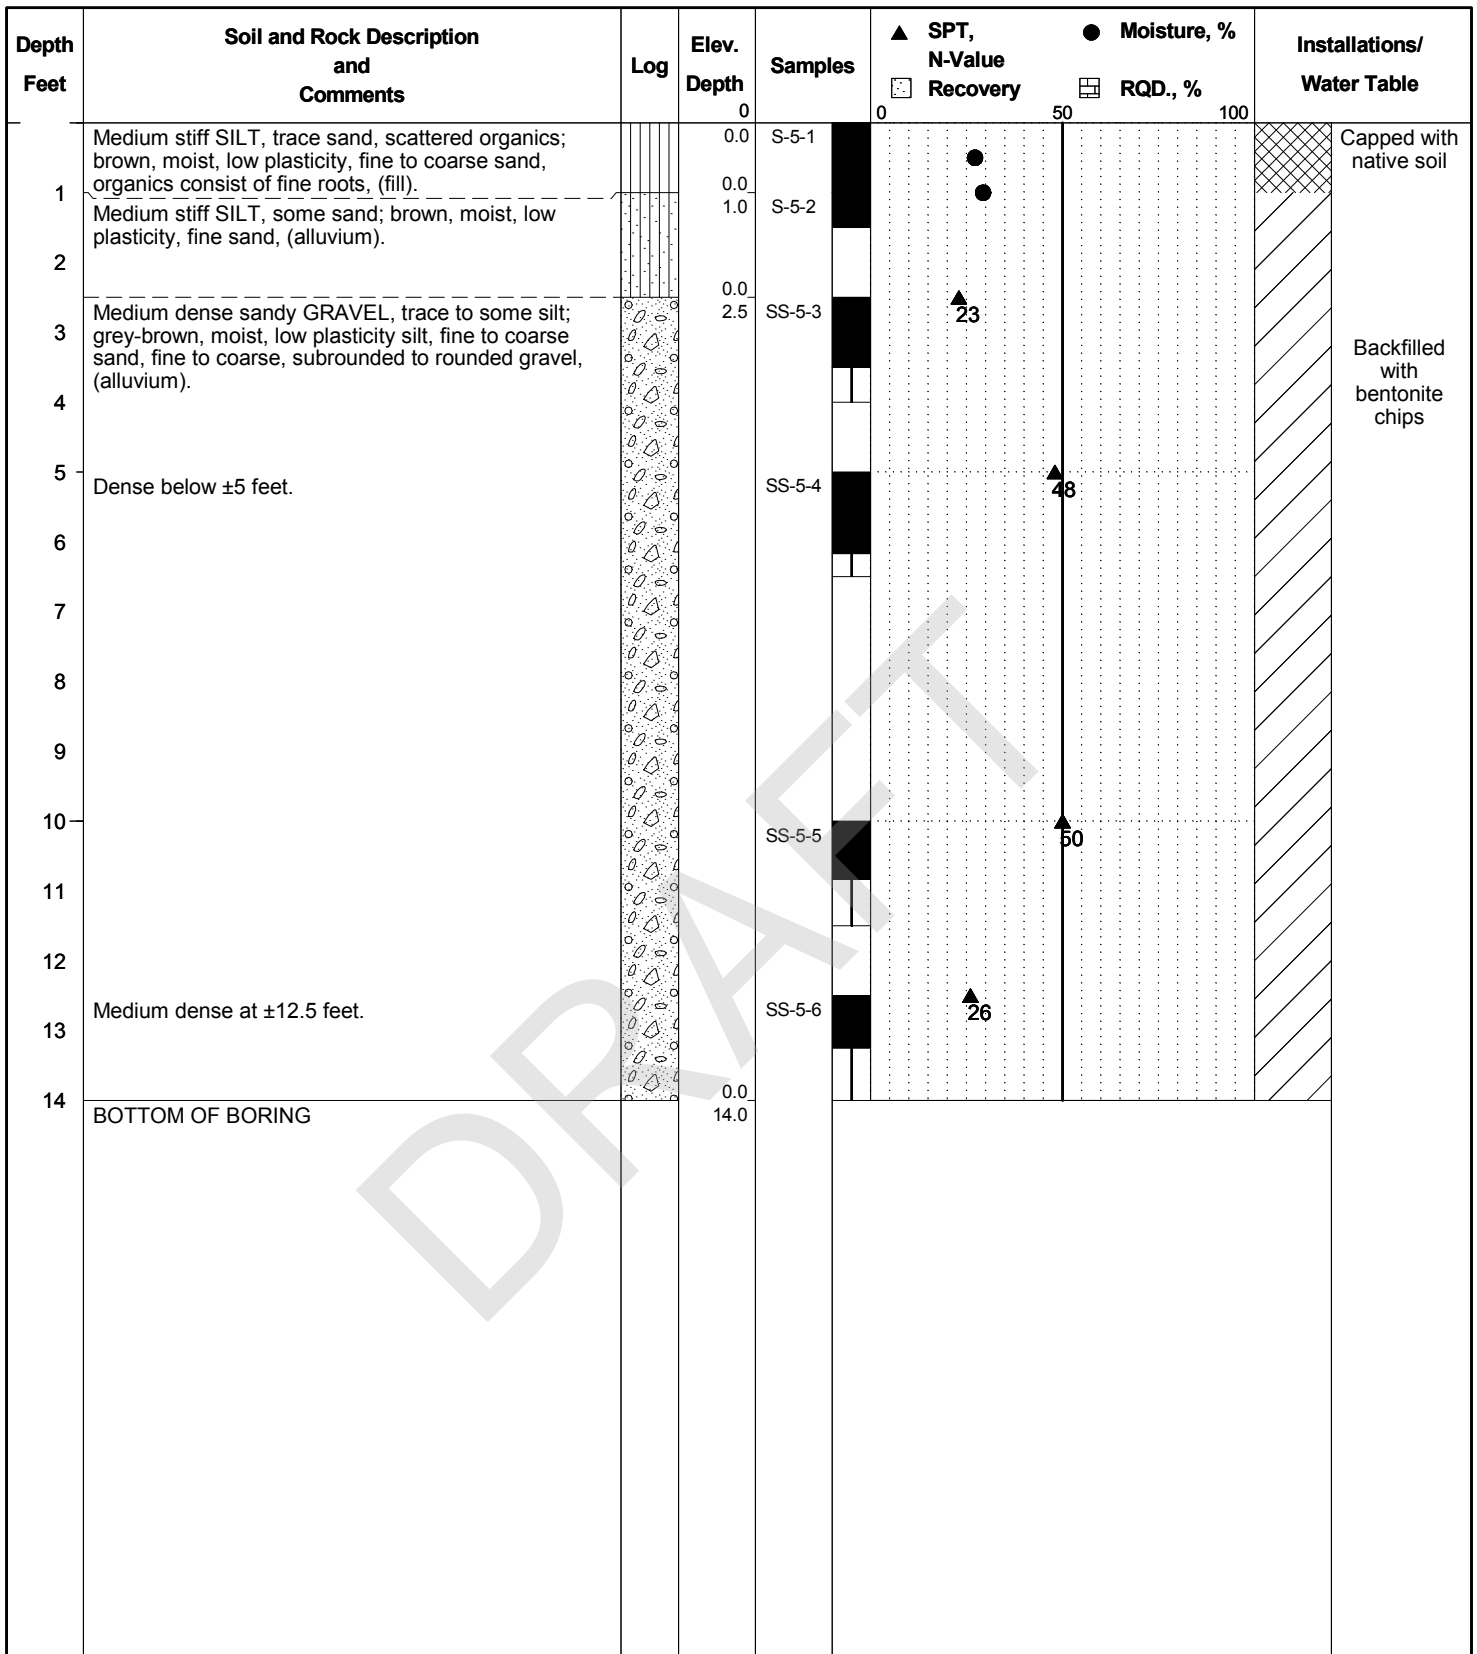 Depth
Feet
Soil and Rock Description
and
Comments
Log
Elev.
Depth
0
Samples
SPT,
N-Value
Recovery
Moisture, %
RQD., %
0 50 100
Installations/
Water Table
Medium stiff SILT, trace sand, scattered organics;
brown, moist, low plasticity, fine to coarse sand,
organics consist of fine roots, (fill).
0.0
S-5-1
Capped with
native soil
0.0
1
Medium stiff SILT, some sand; brown, moist, low
plasticity, fine sand, (alluvium).
1.0
S-5-2
2
0.0
Medium dense sandy GRAVEL, trace to some silt;
grey-brown, moist, low plasticity silt, fine to coarse
sand, fine to coarse, subrounded to rounded gravel,
(alluvium).
2.5
SS-5-3
23
3
Backfilled
with
bentonite
chips
4
5
Dense below ±5 feet.
SS-5-4
48
6
7
8
9
10
SS-5-5
50
11
12
Medium dense at ±12.5 feet.
SS-5-6
26
13
0.0
14
BOTTOM OF BORING
14.0
DRAFT